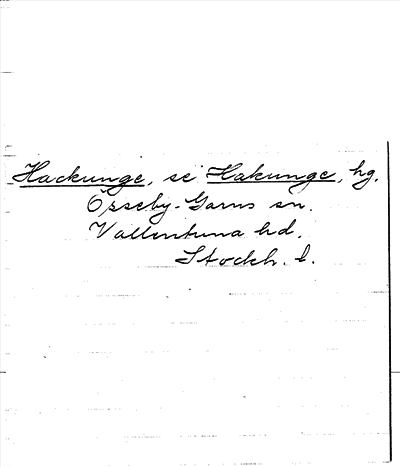 Hackunge, se Hakunge, hg.
Össeby-Garns sn.
Vallentuna hd.
Stockh. l.